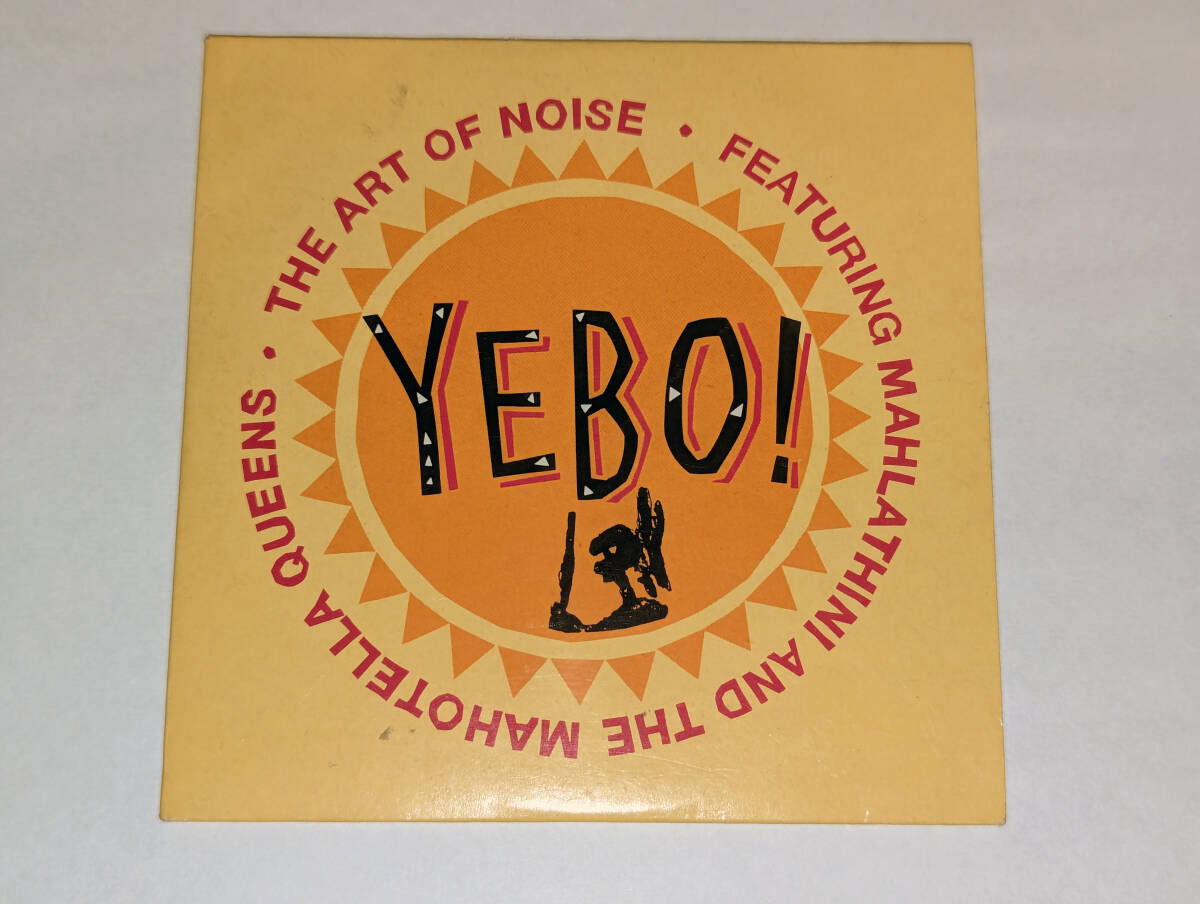 THE ART OF NOISE • FEATURING MAHLATHINI AND THE MAHOTELLA QUEENS •
YEBO!